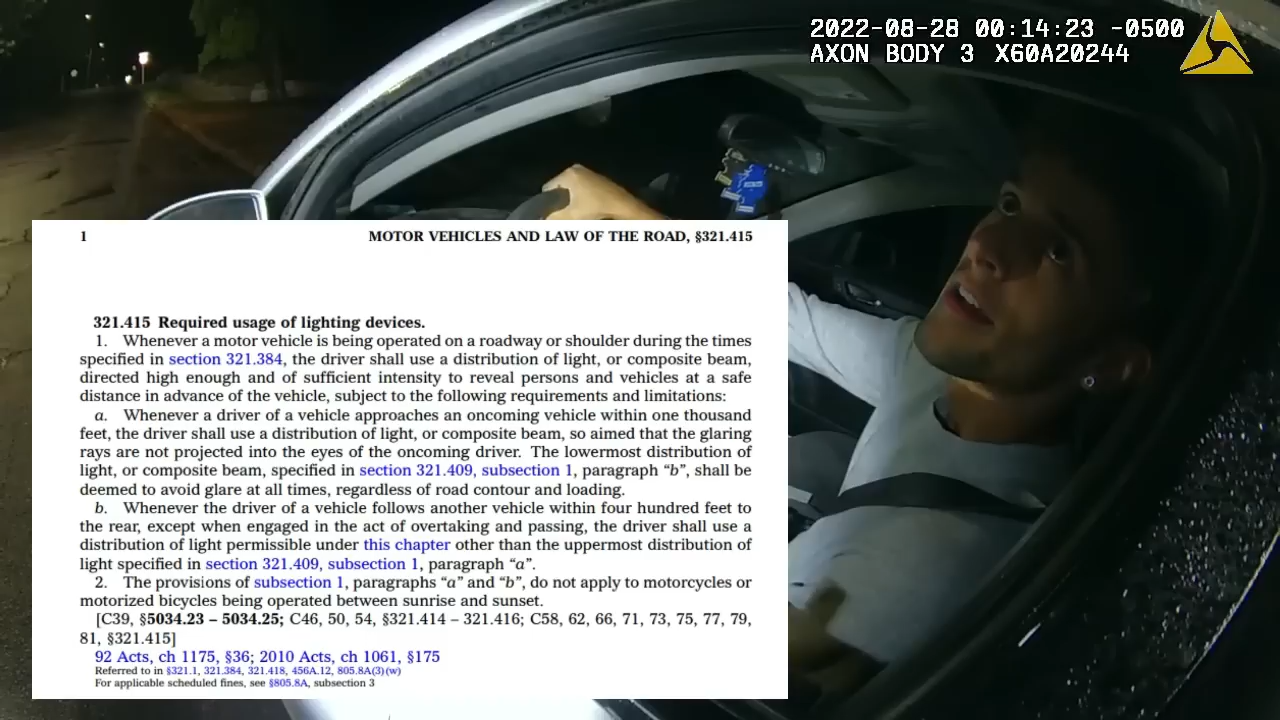 2022-08-28 00:14:23 -0500
AXON BODY 3 X60A20244
1 MOTOR VEHICLES AND LAW OF THE ROAD, §321.415
321.415 Required usage of lighting devices.
1. Whenever a motor vehicle is being operated on a roadway or shoulder during the times
specified in section 321.384, the driver shall use a distribution of light, or composite beam,
directed high enough and of sufficient intensity to reveal persons and vehicles at a safe
distance in advance of the vehicle, subject to the following requirements and limitations:
a. Whenever a driver of a vehicle approaches an oncoming vehicle within one thousand
feet, the driver shall use a distribution of light, or composite beam, so aimed that the glaring
rays are not projected into the eyes of the oncoming driver. The lowermost distribution of
light, or composite beam, specified in section 321.409, subsection 1, paragraph “b”, shall be
deemed to avoid glare at all times, regardless of road contour and loading.
b. Whenever the driver of a vehicle follows another vehicle within four hundred feet to
the rear, except when engaged in the act of overtaking and passing, the driver shall use a
distribution of light permissible under this chapter other than the uppermost distribution of
light specified in section 321.409, subsection 1, paragraph “a”.
2. The provisions of subsection 1, paragraphs “a” and “b”, do not apply to motorcycles or
motorized bicycles being operated between sunrise and sunset.
[C39, §5034.23 – 5034.25; C46, 50, 54, §321.414 – 321.416; C58, 62, 66, 71, 73, 75, 77, 79,
81, §321.415]
92 Acts, ch 1175, §36; 2010 Acts, ch 1061, §175
Referred to in §321.1, 321.384, 321.418, 456A.12, 805.8A(3)(w)
For applicable scheduled fines, see §805.8A, subsection 3